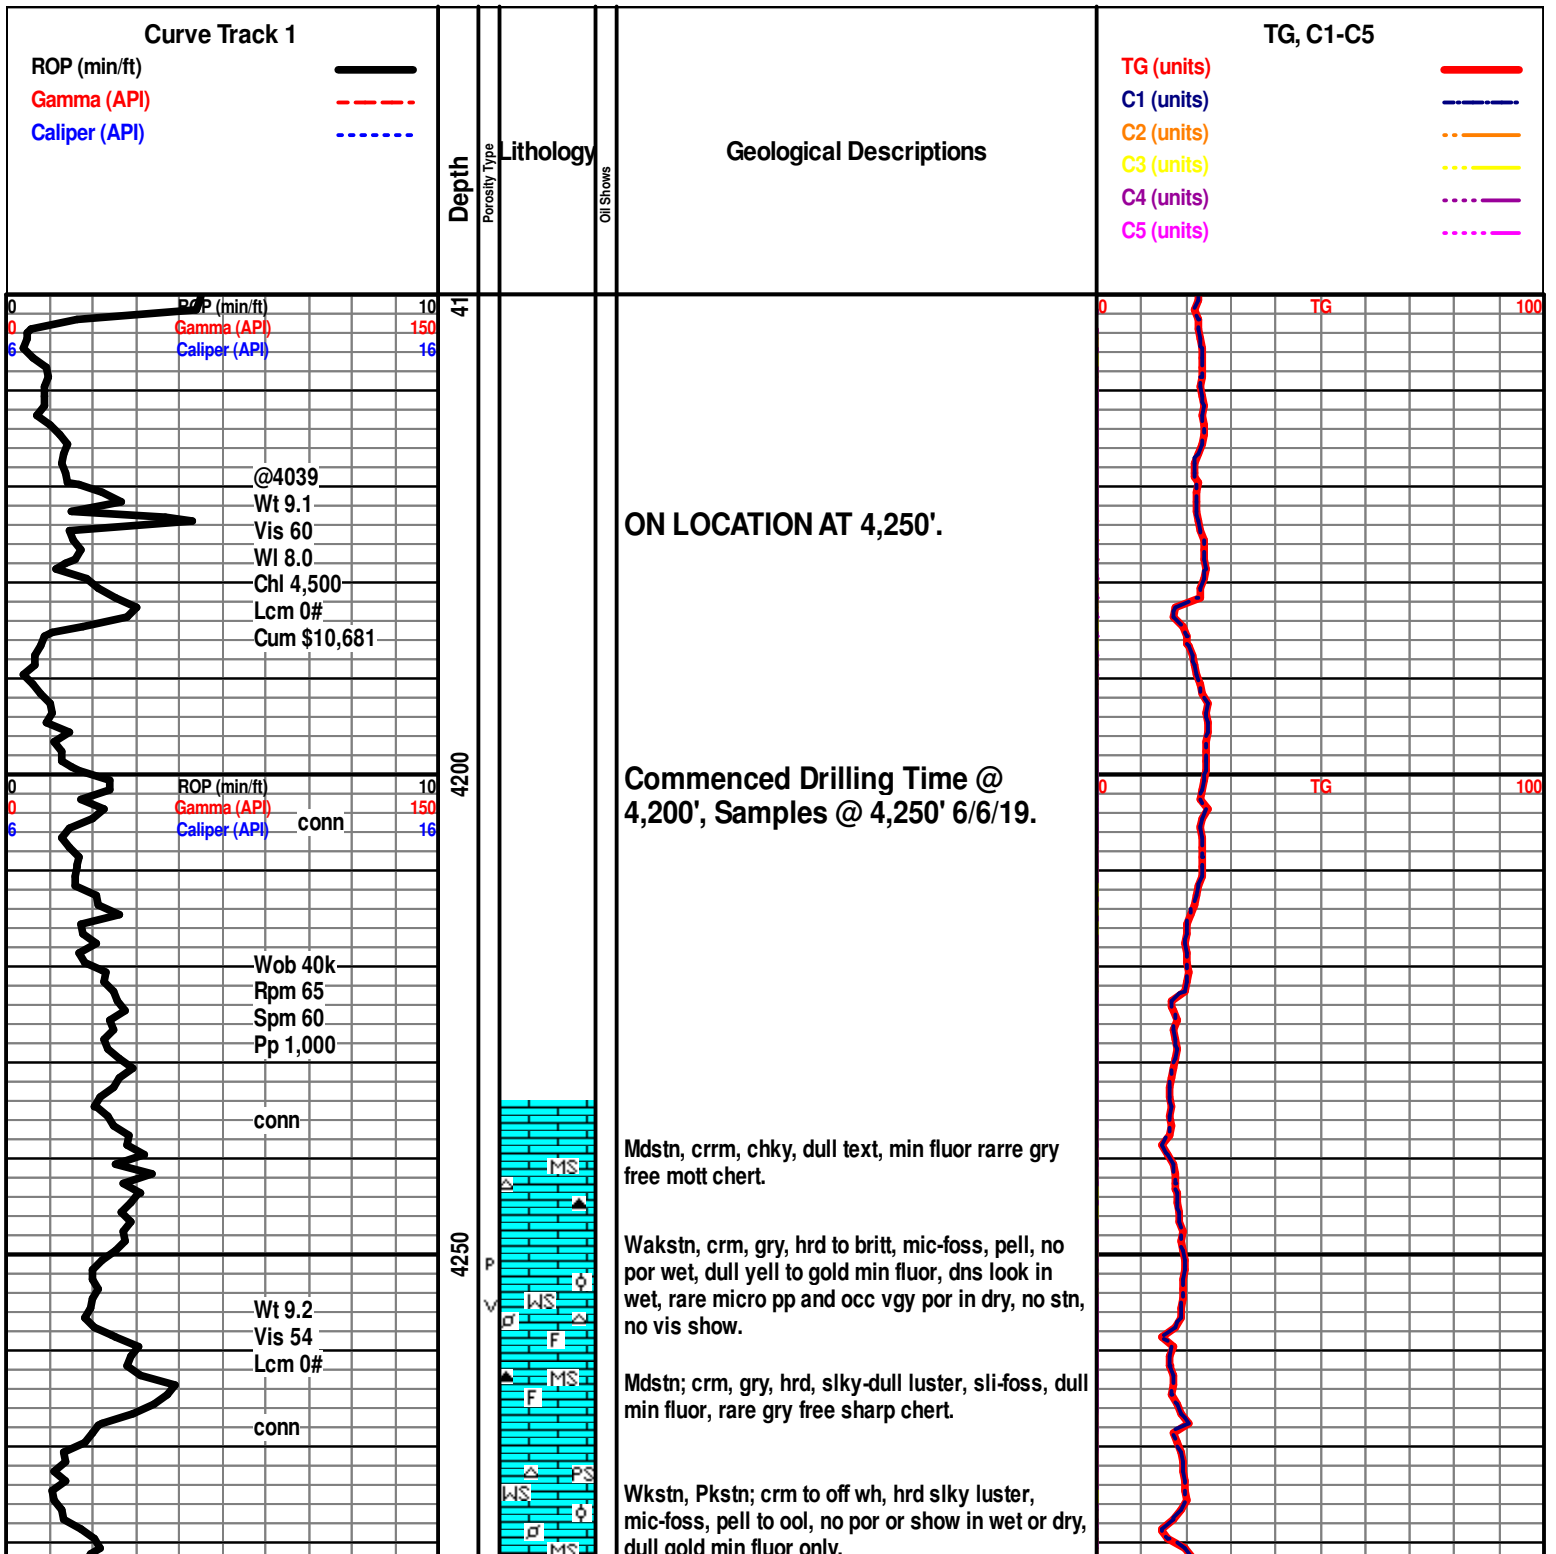 Curve Track 1
ROP (min/ft)
Gamma (API)
Caliper (API)
Depth
Porosity Type
Lithology
Oil Shows
Geological Descriptions
TG, C1-C5
TG (units)
C1 (units)
C2 (units)
C3 (units)
C4 (units)
C5 (units)
0 ROP (min/ft) 10
0 Gamma (API) 150
6 Caliper (API) 16
41
0 TG 100
@4039
Wt 9.1
Vis 60
Wl 8.0
Chl 4,500
Lcm 0#
Cum $10,681
ON LOCATION AT 4,250'.
4200
Commenced Drilling Time @
4,200', Samples @ 4,250' 6/6/19.
0 ROP (min/ft) 10
0 Gamma (API) 150
6 Caliper (API) 16
0 TG 100
conn
Wob 40k
Rpm 65
Spm 60
Pp 1,000
conn
MS
Mdstn, crrm, chky, dull text, min fluor rarre gry
free mott chert.
4250
P
V
WS
F
Wakstn, crm, gry, hrd to britt, mic-foss, pell, no
por wet, dull yell to gold min fluor, dns look in
wet, rare micro pp and occ vgy por in dry, no stn,
no vis show.
Wt 9.2
Vis 54
Lcm 0#
MS
F
Mdstn; crm, gry, hrd, slky-dull luster, sli-foss, dull
min fluor, rare gry free sharp chert.
conn
PS
WS
MS
Wkstn, Pkstn; crm to off wh, hrd slky luster,
mic-foss, pell to ool, no por or show in wet or dry,
dull gold min fluor only.